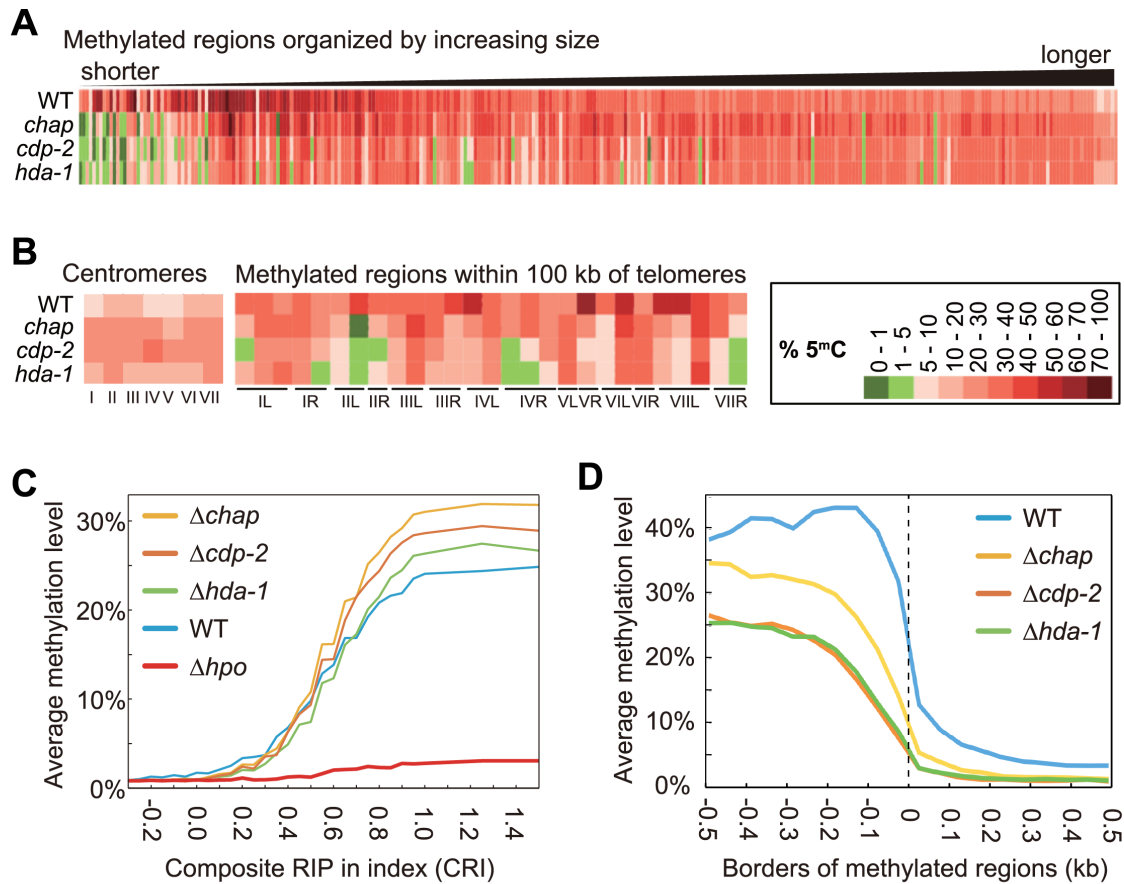 A
Methylated regions organized by increasing size
shorter
longer
WT
chap
cdp-2
hda-1
B
Centromeres
Methylated regions within 100 kb of telomeres
WT
chap
cdp-2
hda-1
I II III IV V VI VII
IL IR IIL IIR IIIL IIIR IVL IVR VL VR VIL VIR VIIL VIIR
% 5mC
0 - 1
1 - 5
5 - 10
10 - 20
20 - 30
30 - 40
40 - 50
50 - 60
60 - 70
70 - 100
C
Average methylation level
30%
20%
10%
0%
Δchap
Δcdp-2
Δhda-1
WT
Δhpo
-0.2 0.0 0.2 0.4 0.6 0.8 1.0 1.2 1.4
Composite RIP in index (CRI)
D
Average methylation level
40%
30%
20%
10%
0%
WT
Δchap
Δcdp-2
Δhda-1
-0.5 -0.4 -0.3 -0.2 -0.1 0 0.1 0.2 0.3 0.4 0.5
Borders of methylated regions (kb)